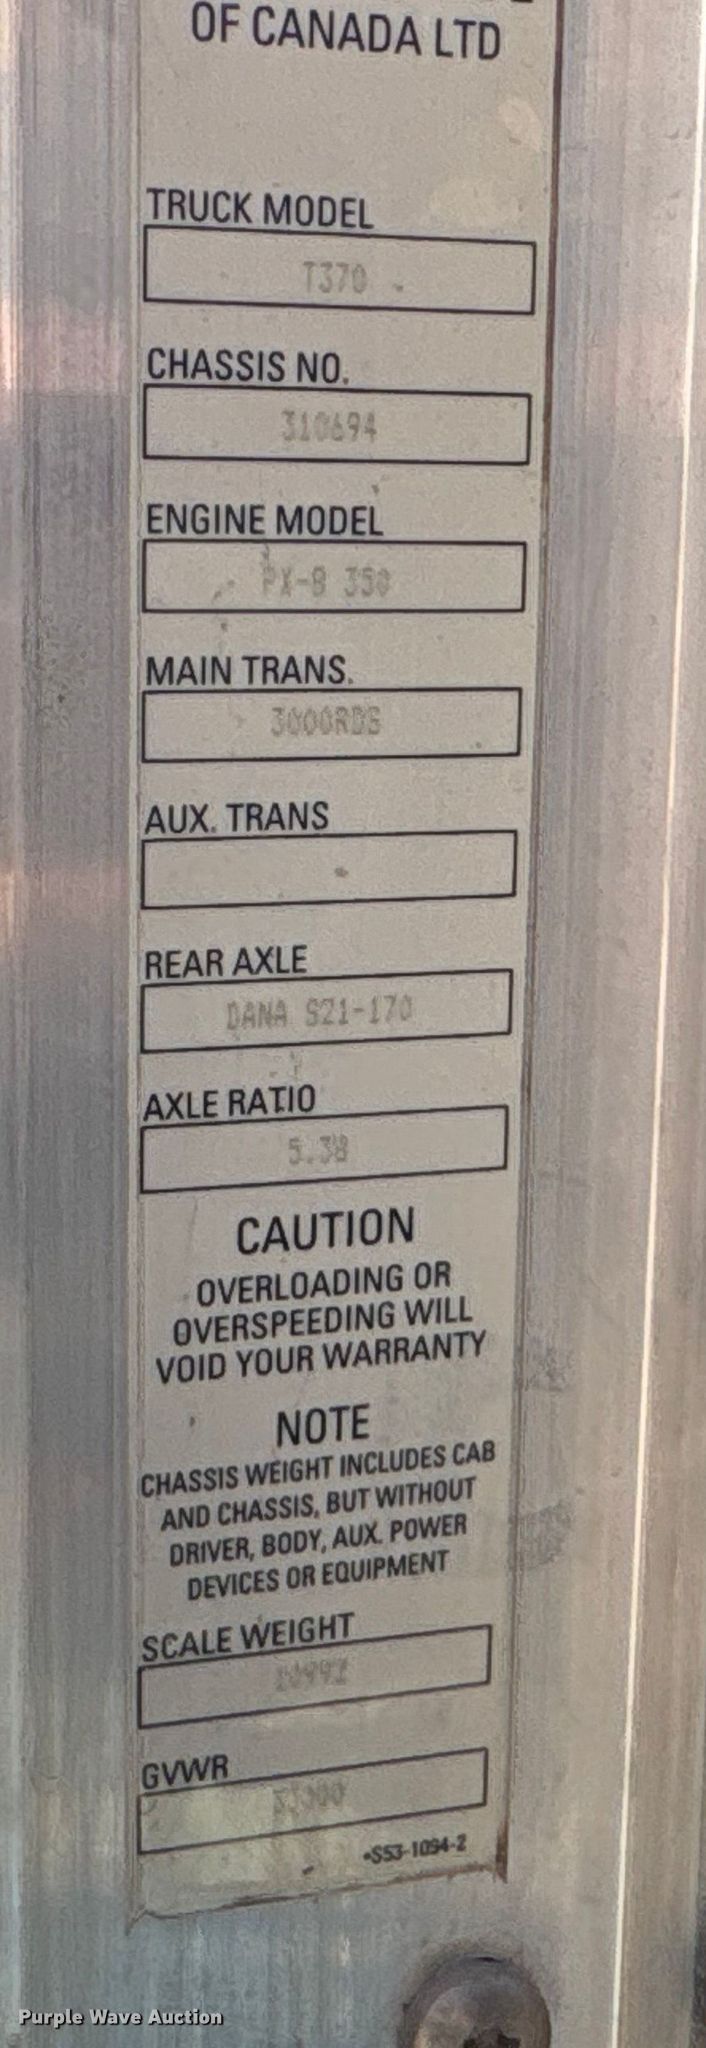 OF CANADA LTD
TRUCK MODEL
T370
CHASSIS NO.
310694
ENGINE MODEL
PX-8 350
MAIN TRANS.
3000RDS
AUX. TRANS
REAR AXLE
DANA S21-170
AXLE RATIO
5.38
CAUTION
OVERLOADING OR
OVERSPEEDING WILL
VOID YOUR WARRANTY
NOTE
CHASSIS WEIGHT INCLUDES CAB
AND CHASSIS, BUT WITHOUT
DRIVER, BODY, AUX. POWER
DEVICES OR EQUIPMENT
SCALE WEIGHT
GVWR
S53-1094-2
Purple Wave Auction